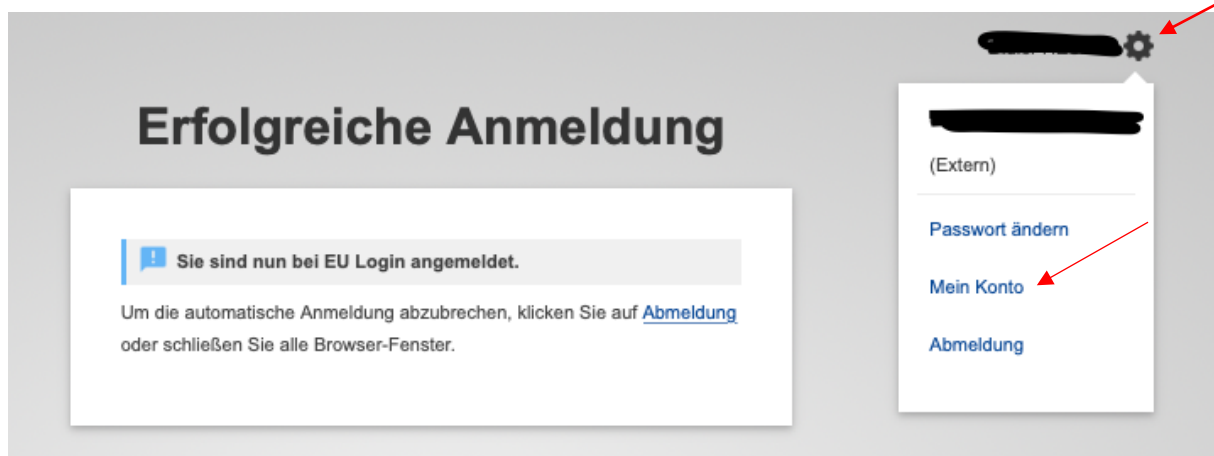 Erfolgreiche Anmeldung
Sie sind nun bei EU Login angemeldet.
Um die automatische Anmeldung abzubrechen, klicken Sie auf Abmeldung
oder schließen Sie alle Browser-Fenster.
(Extern)
Passwort ändern
Mein Konto
Abmeldung